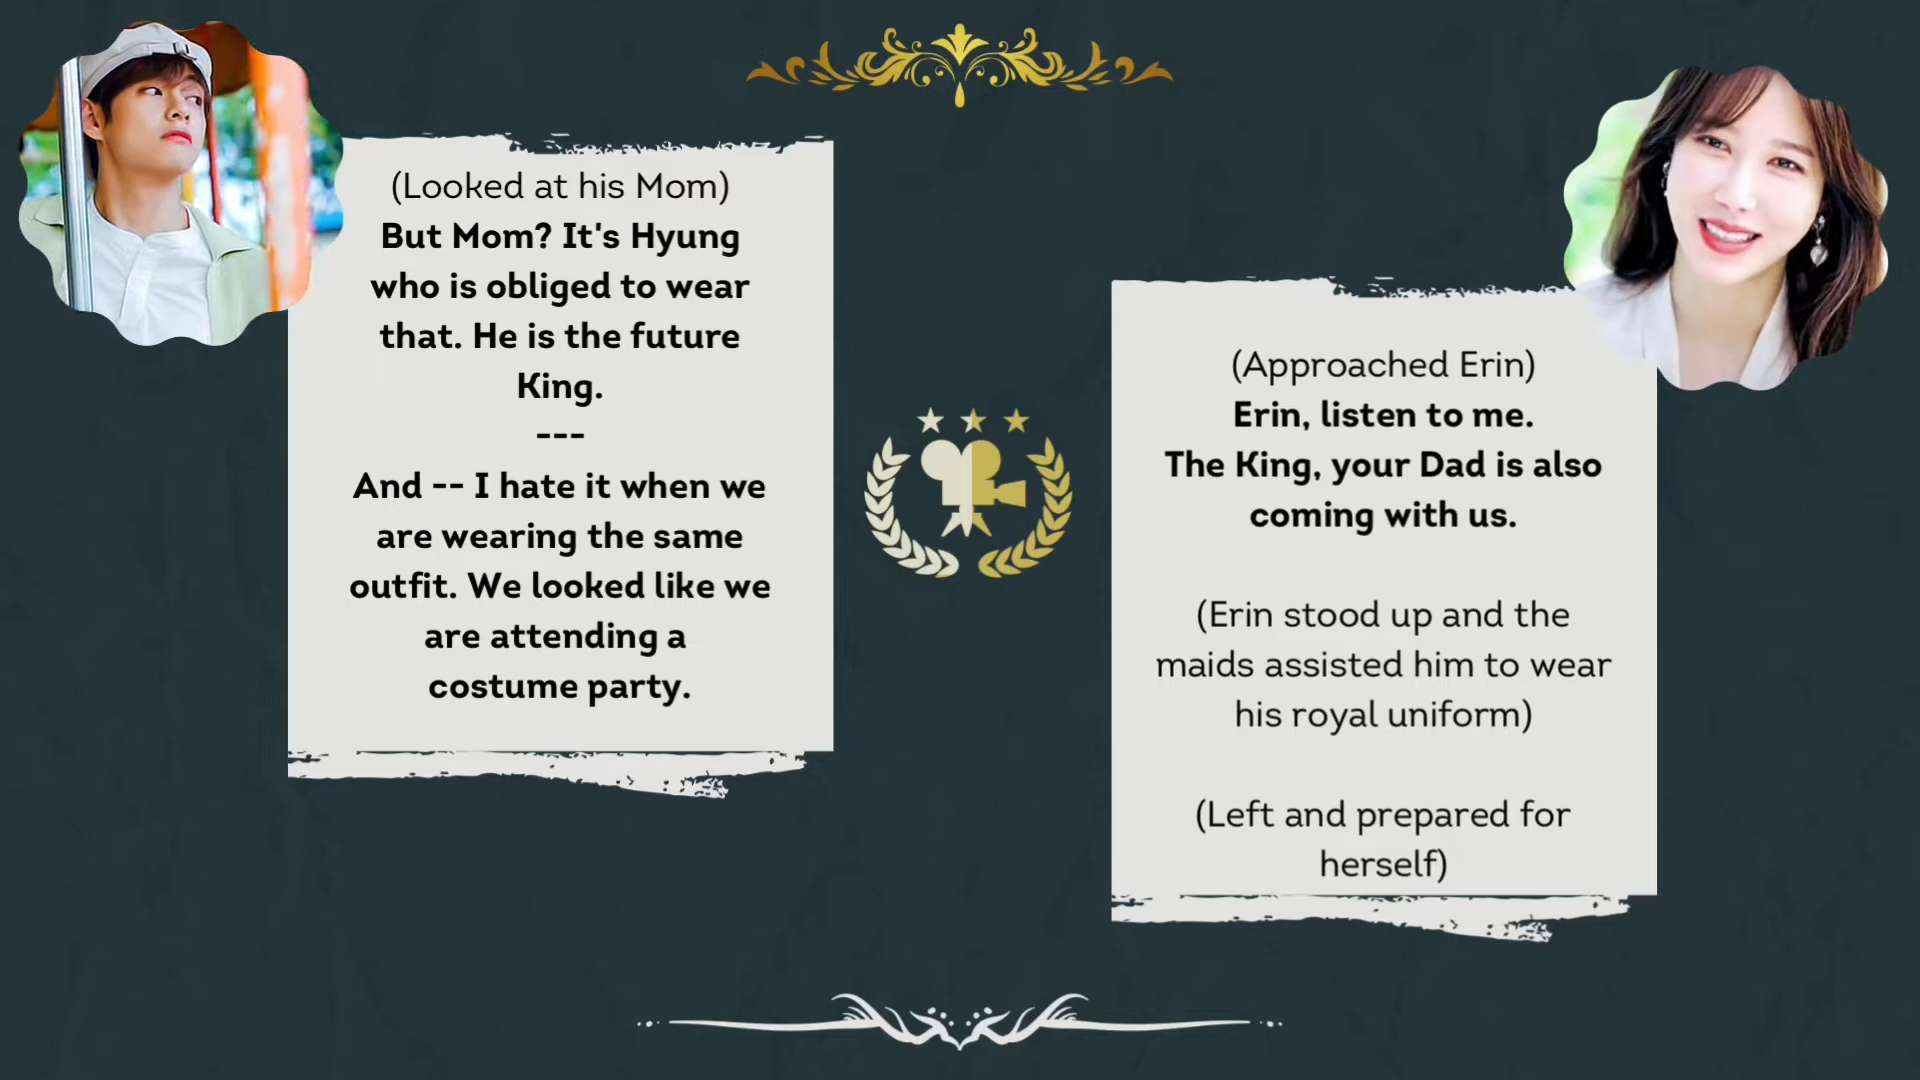 (Looked at his Mom)
But Mom? It's Hyung
who is obliged to wear
that. He is the future
King.
---
And -- I hate it when we
are wearing the same
outfit. We looked like we
are attending a
costume party.
(Approached Erin)
Erin, listen to me.
The King, your Dad is also
coming with us.
(Erin stood up and the
maids assisted him to wear
his royal uniform)
(Left and prepared for
herself)